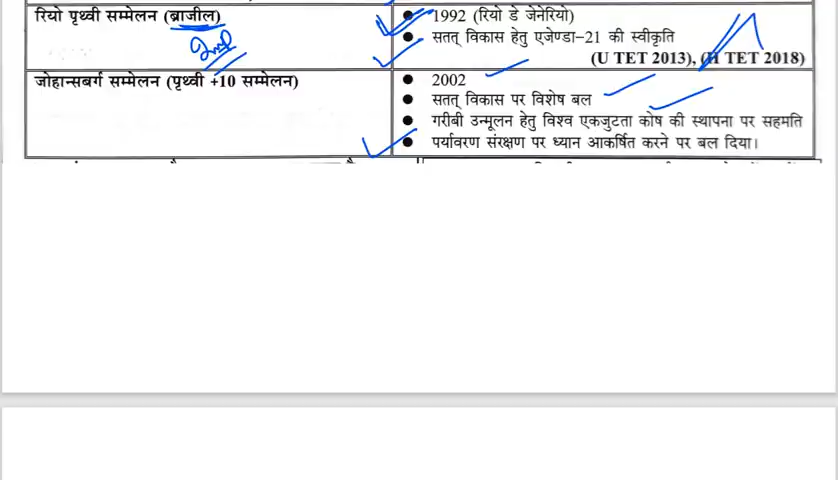 रियो पृथ्वी सम्मेलन (ब्राजील)
Imp
● 1992 (रियो डे जेनेरियो)
● सतत् विकास हेतु एजेण्डा-21 की स्वीकृति
(U TET 2013), (H TET 2018)
जोहान्सबर्ग सम्मेलन (पृथ्वी +10 सम्मेलन)
● 2002
● सतत् विकास पर विशेष बल
● गरीबी उन्मूलन हेतु विश्व एकजुटता कोष की स्थापना पर सहमति
● पर्यावरण संरक्षण पर ध्यान आकर्षित करने पर बल दिया।